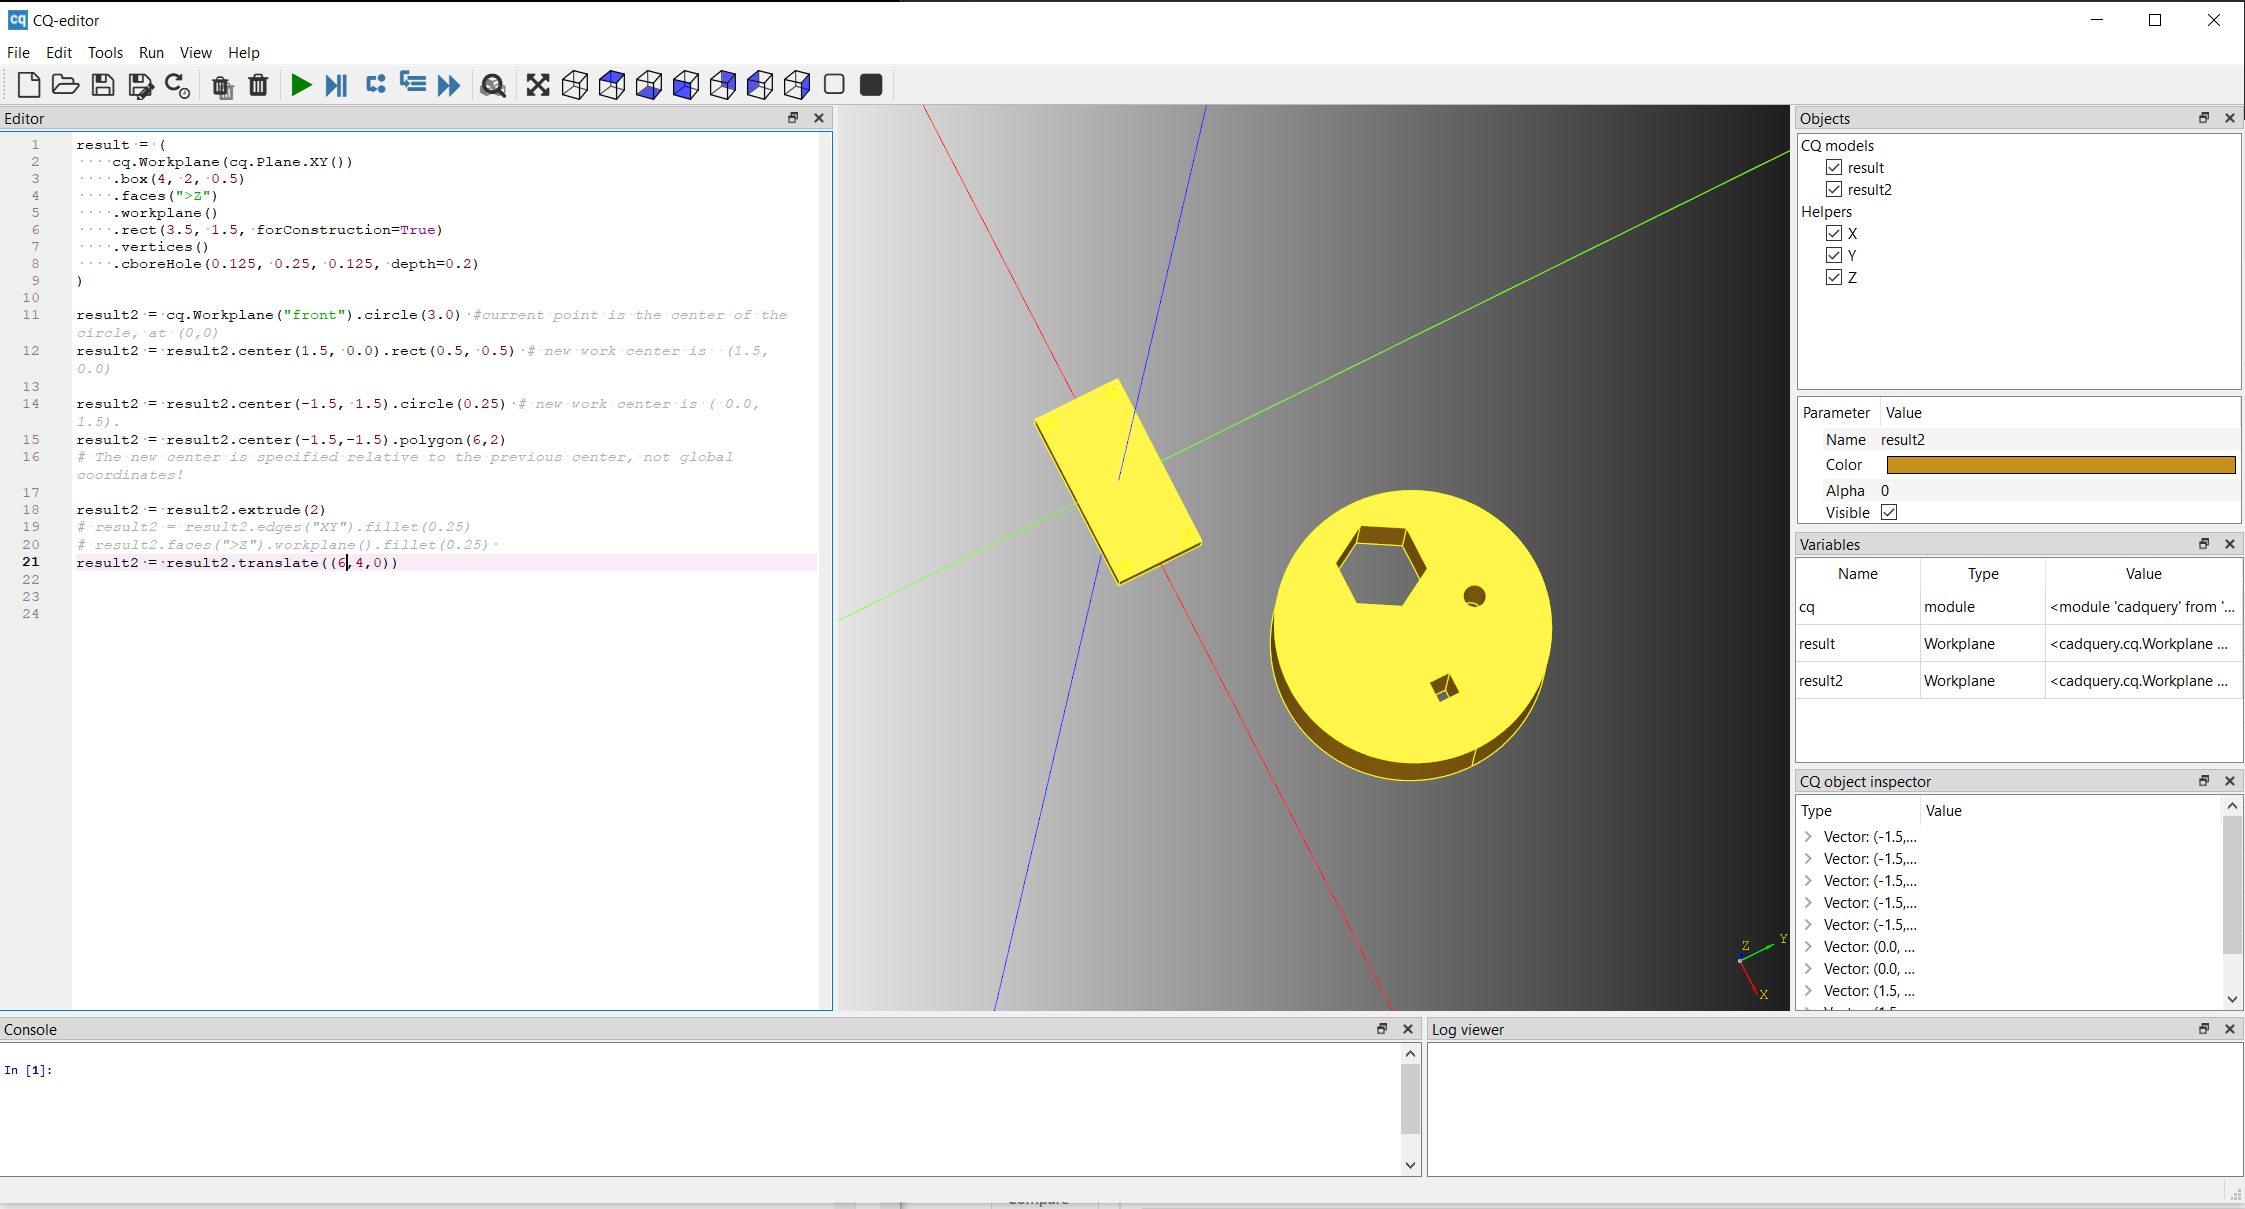 cq CQ-editor
File Edit Tools Run View Help
Editor
1 result = (
2 cq.Workplane(cq.Plane.XY())
3 .box(4, 2, 0.5)
4 .faces(">Z")
5 .workplane()
6 .rect(3.5, 1.5, forConstruction=True)
7 .vertices()
8 .cboreHole(0.125, 0.25, 0.125, depth=0.2)
9 )
10
11 result2 = cq.Workplane("front").circle(3.0) #current point is the center of the
circle, at (0,0)
12 result2 = result2.center(1.5, 0.0).rect(0.5, 0.5) # new work center is  (1.5,
0.0)
13
14 result2 = result2.center(-1.5, 1.5).circle(0.25) # new work center is ( 0.0,
1.5).
15 result2 = result2.center(-1.5,-1.5).polygon(6,2)
16 # The new center is specified relative to the previous center, not global
coordinates!
17
18 result2 = result2.extrude(2)
19 # result2 = result2.edges("XY").fillet(0.25)
20 # result2.faces(">Z").workplane().fillet(0.25)
21 result2 = result2.translate((6,4,0))
22
23
24
Z
Y
X
Objects
CQ models
result
result2
Helpers
X
Y
Z
Parameter Value
Name result2
Color
Alpha 0
Visible
Variables
Name Type Value
cq module <module 'cadquery' from '...
result Workplane <cadquery.cq.Workplane ...
result2 Workplane <cadquery.cq.Workplane ...
CQ object inspector
Type Value
Vector: (-1.5,...
Vector: (-1.5,...
Vector: (-1.5,...
Vector: (-1.5,...
Vector: (-1.5,...
Vector: (0.0, ...
Vector: (0.0, ...
Vector: (1.5, ...
Console
In [1]:
Log viewer